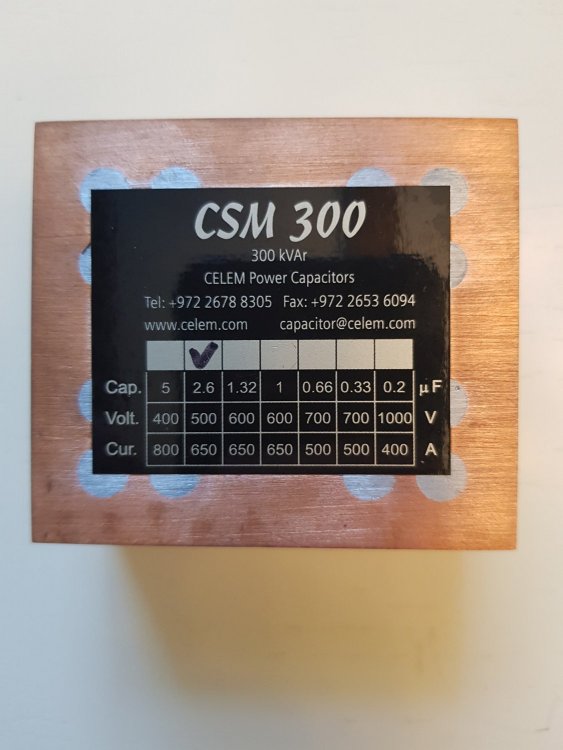 CSM 300
300 kVAr
CELEM Power Capacitors
Tel: +972 2678 8305 Fax: +972 2653 6094
www.celem.com capacitor@celem.com
Cap. 5 2.6 1.32 1 0.66 0.33 0.2 μF
Volt. 400 500 600 600 700 700 1000 V
Cur. 800 650 650 650 500 500 400 A